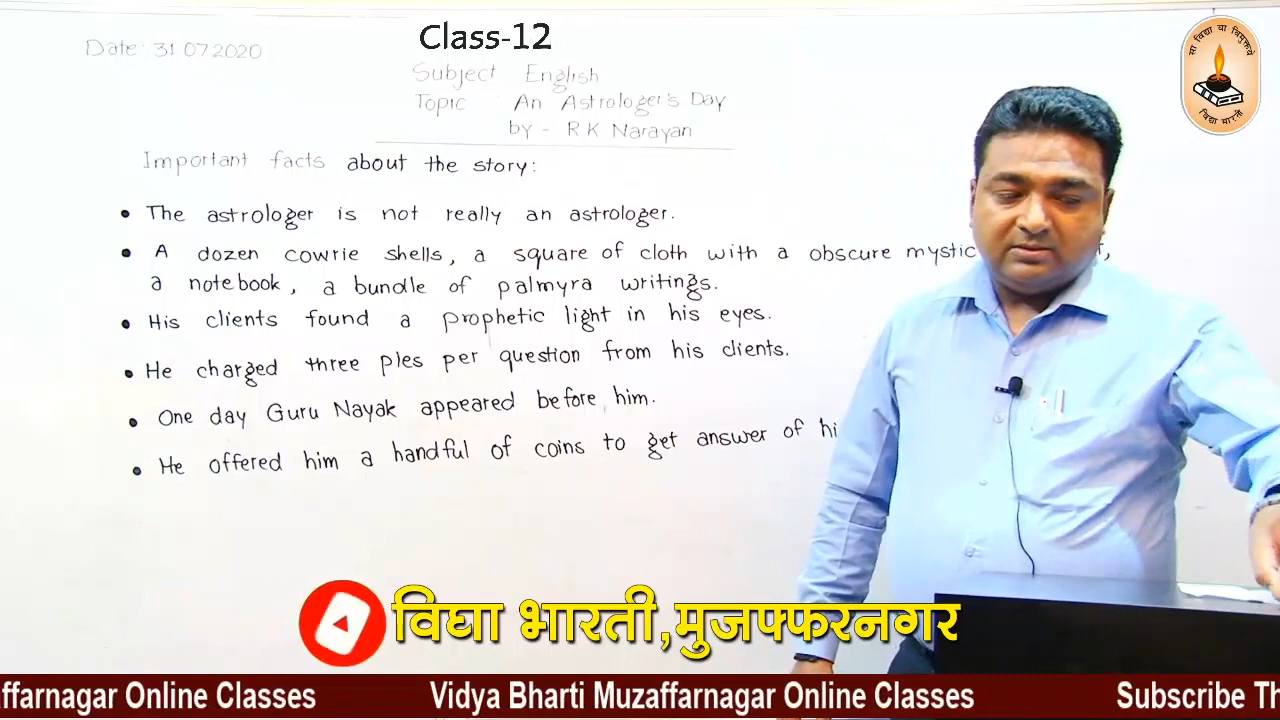 Class-12
Date: 31 07 2020
Subject English
Topic An Astrologer's Day
by - R K Narayan
Important facts about the story:
• The astrologer is not really an astrologer.
• A dozen cowrie shells, a square of cloth with a obscure mystic
a notebook, a bundle of palmyra writings.
• His clients found a prophetic light in his eyes.
• He charged three pies per question from his clients.
• One day Guru Nayak appeared before him.
• He offered him a handful of coins to get answer of hi
सा विद्या या विमुक्तये
विद्या भारती
विद्या भारती,मुजफ्फरनगर
ffarnagar Online Classes Vidya Bharti Muzaffarnagar Online Classes Subscribe Th